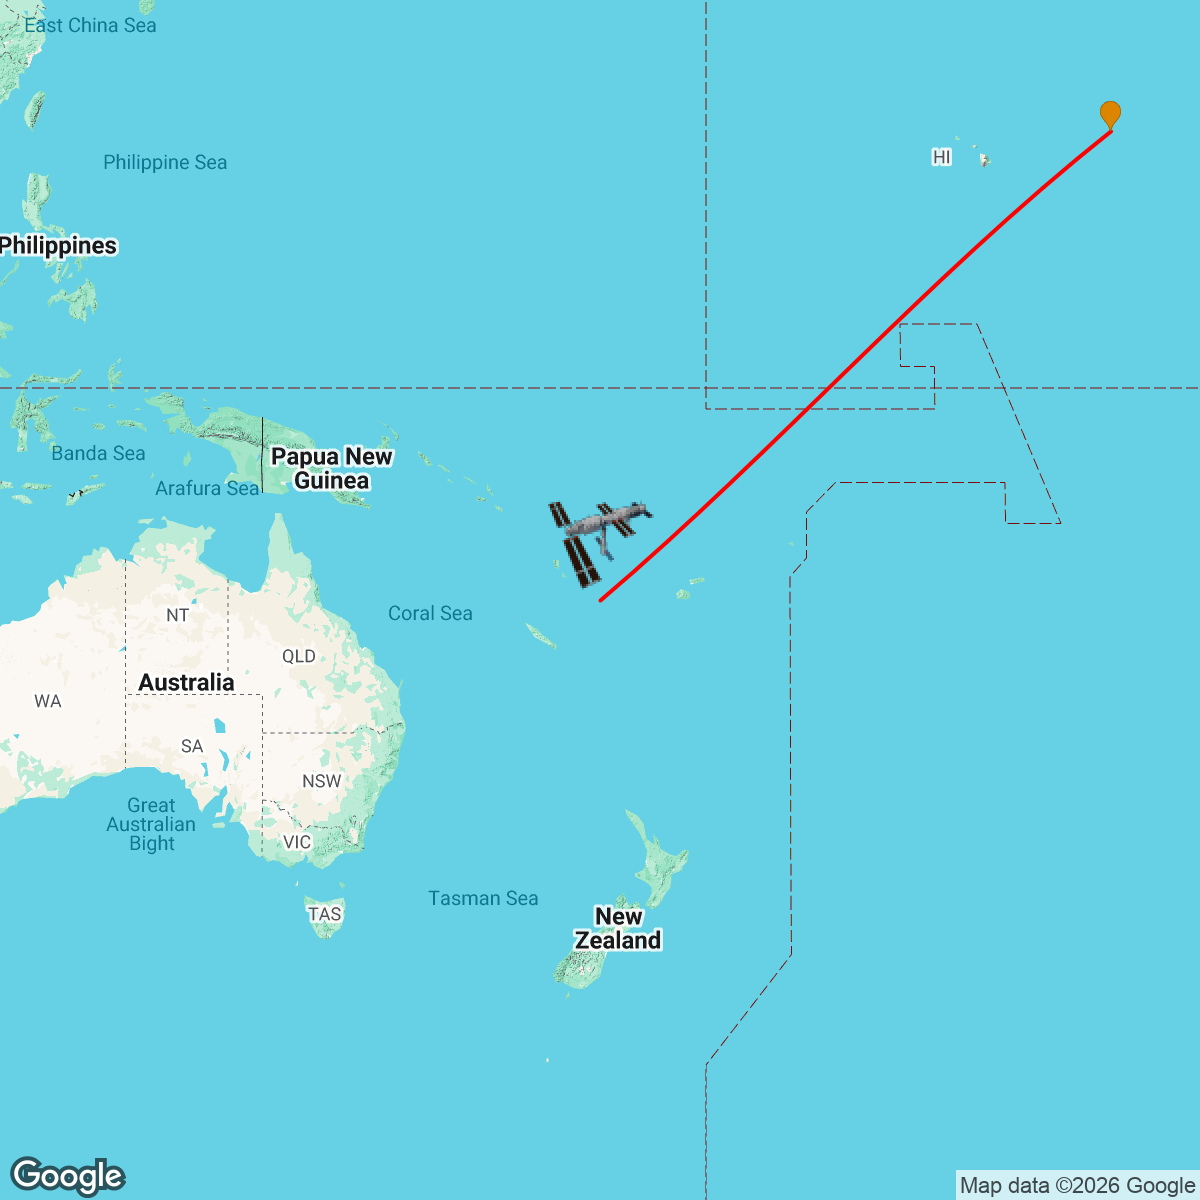 East China Sea
Philippine Sea
HI
Philippines
Papua New
Guinea
Banda Sea
Arafura Sea
Coral Sea
NT
QLD
Australia
WA
SA
NSW
Great
Australian
Bight
VIC
Tasman Sea
TAS
New
Zealand
Google
Map data ©2026 Google